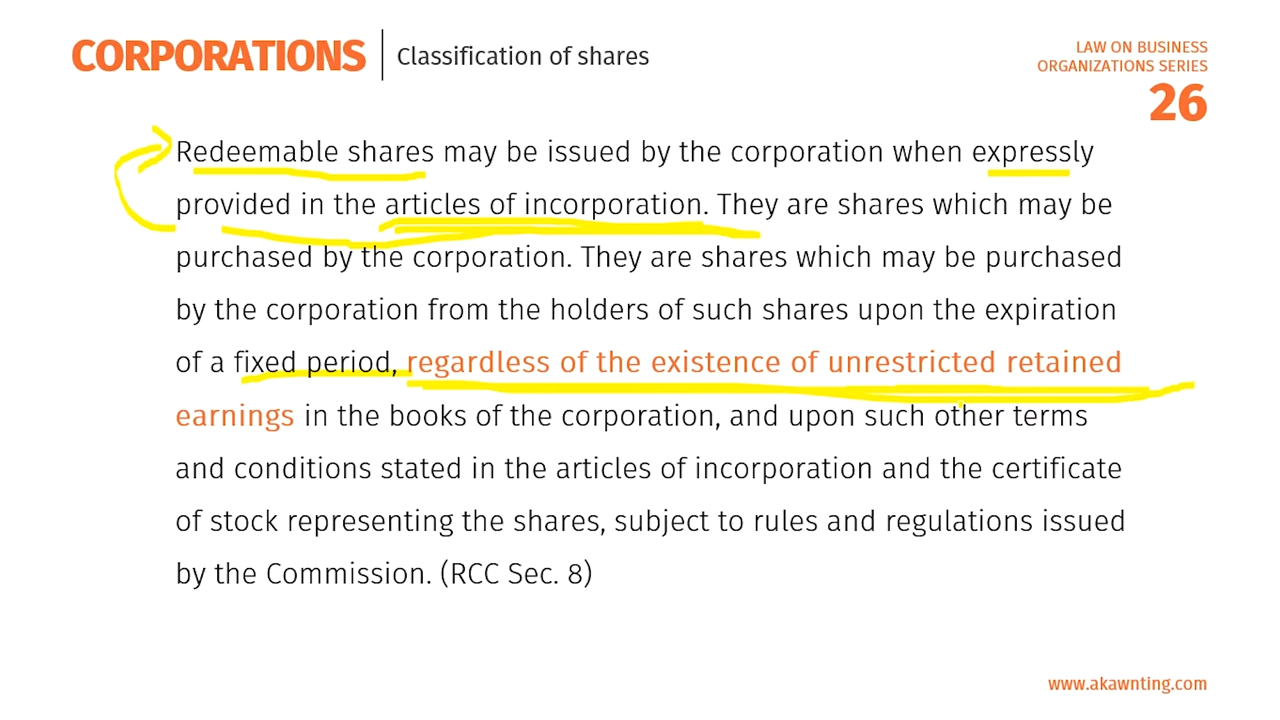 CORPORATIONS
Classification of shares
LAW ON BUSINESS
ORGANIZATIONS SERIES
26
Redeemable shares may be issued by the corporation when expressly
provided in the articles of incorporation. They are shares which may be
purchased by the corporation. They are shares which may be purchased
by the corporation from the holders of such shares upon the expiration
of a fixed period, regardless of the existence of unrestricted retained
earnings in the books of the corporation, and upon such other terms
and conditions stated in the articles of incorporation and the certificate
of stock representing the shares, subject to rules and regulations issued
by the Commission. (RCC Sec. 8)
www.akawnting.com